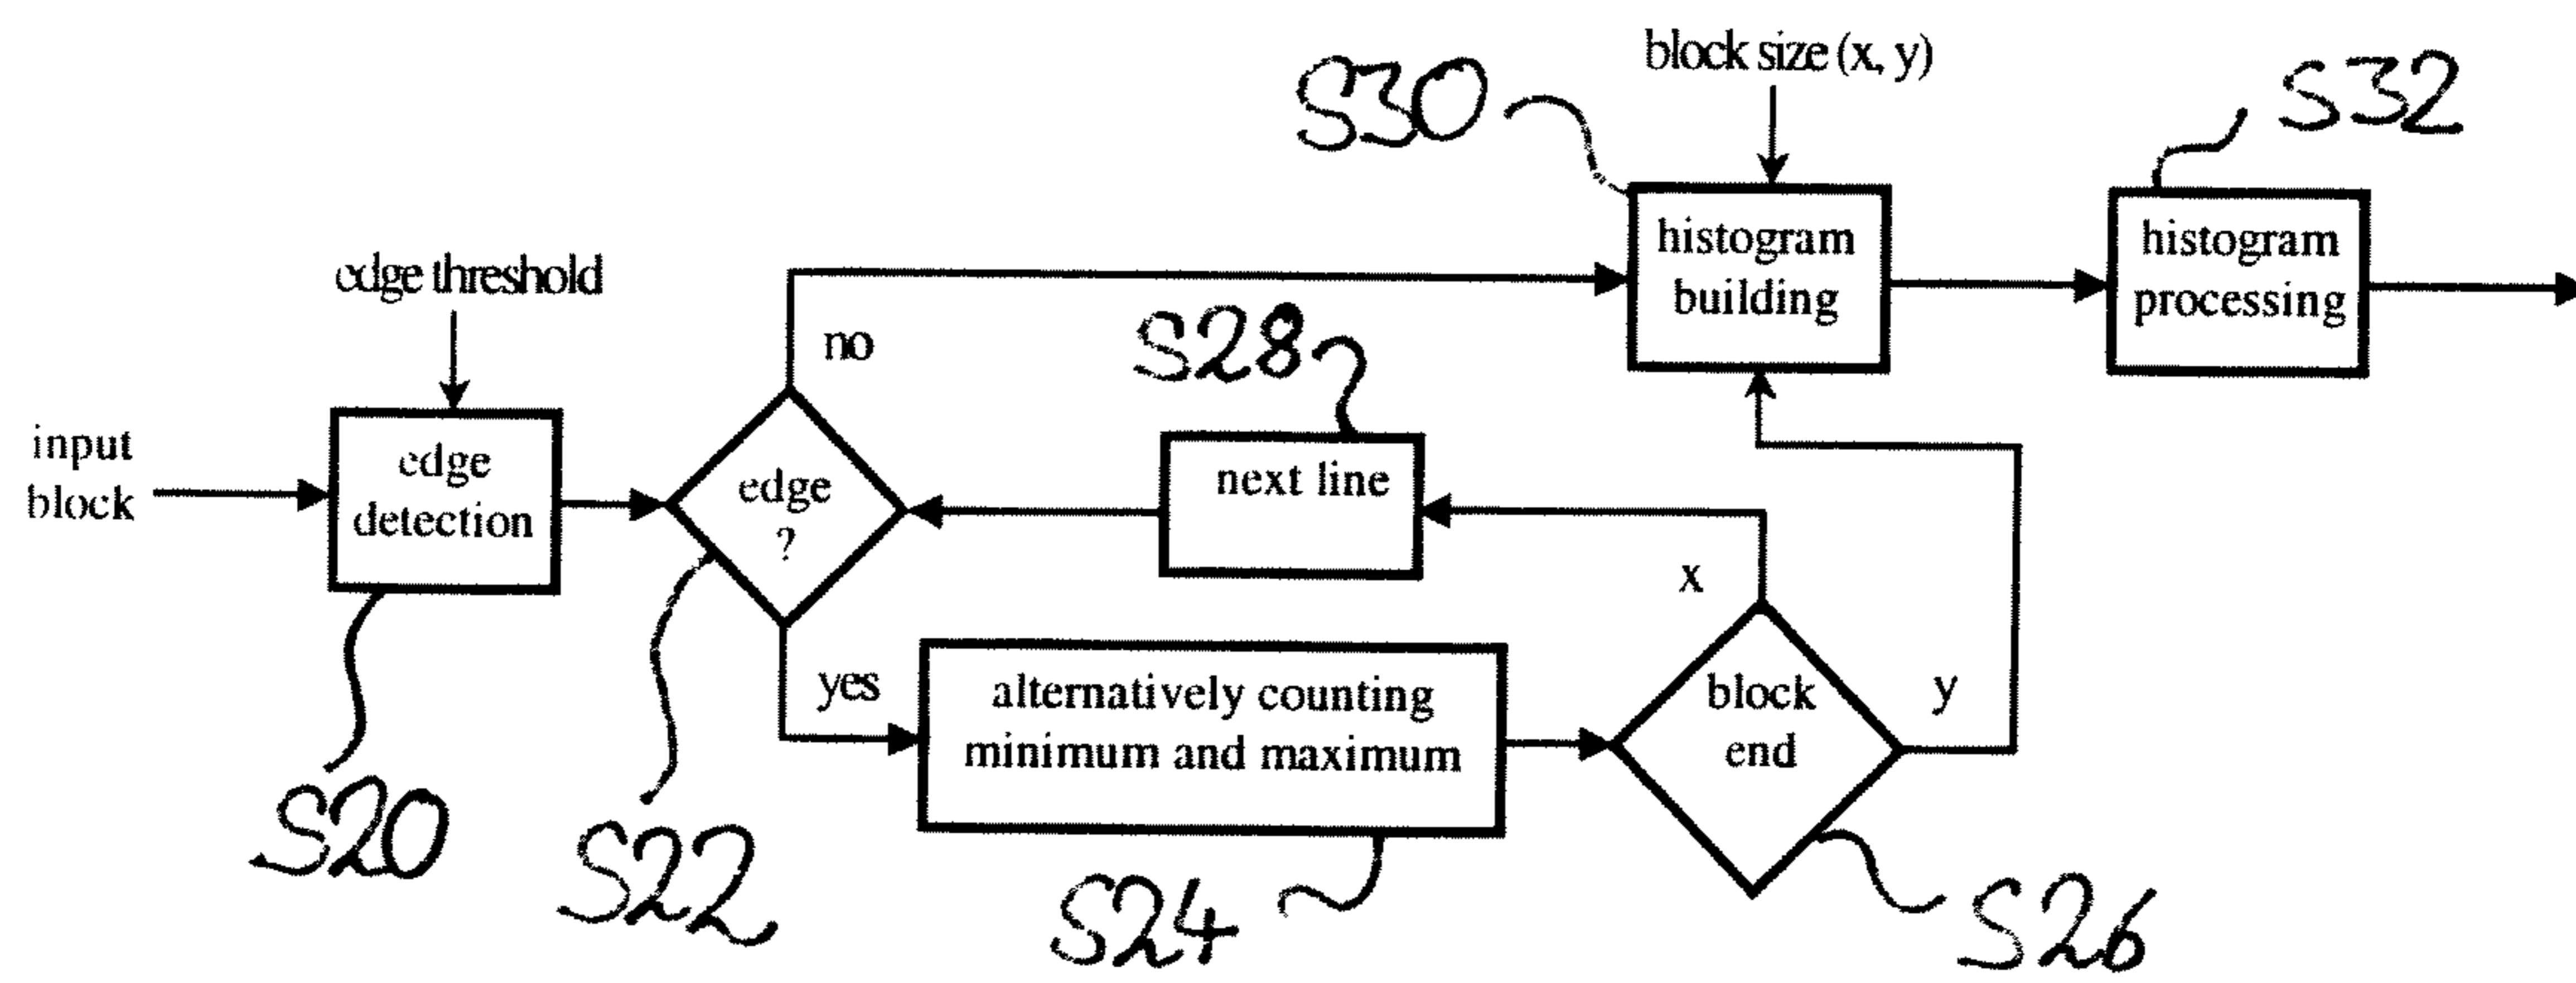 block size (x, y)
S30
S32
histogram
building
histogram
processing
edge threshold
no
S28
input
block
edge
detection
edge
?
next line
x
yes
alternatively counting
minimum and maximum
block
end
y
S20
S22
S24
S26